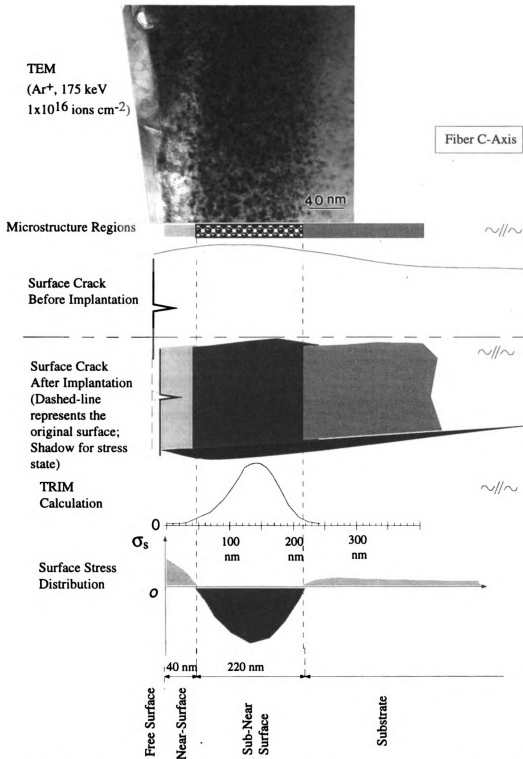 TEM
(Ar+, 175 keV
1x10^16 ions cm^-2)
40 nm
Fiber C-Axis
Microstructure Regions
Surface Crack
Before Implantation
Surface Crack
After Implantation
(Dashed-line
represents the
original surface;
Shadow for stress
state)
TRIM
Calculation
0
100
nm
200
nm
300
nm
σs
Surface Stress
Distribution
o
40 nm
220 nm
Free Surface
Near-Surface
Sub-Near
Surface
Substrate